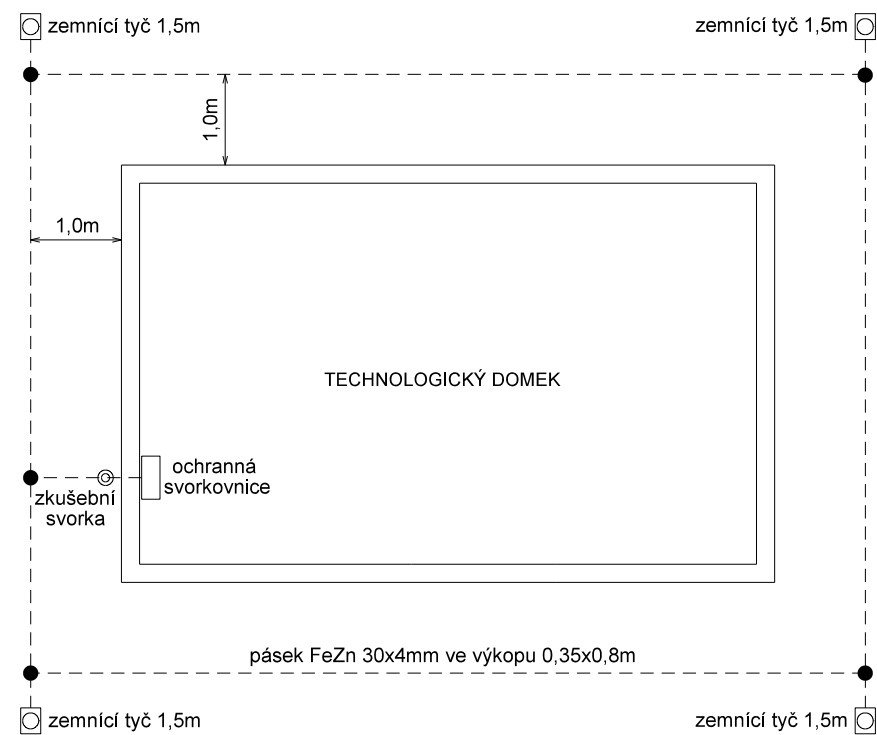 zemnící tyč 1,5m
zemnící tyč 1,5m
1,0m
1,0m
TECHNOLOGICKÝ DOMEK
ochranná
svorkovnice
zkušební
svorka
pásek FeZn 30x4mm ve výkopu 0,35x0,8m
zemnící tyč 1,5m
zemnící tyč 1,5m